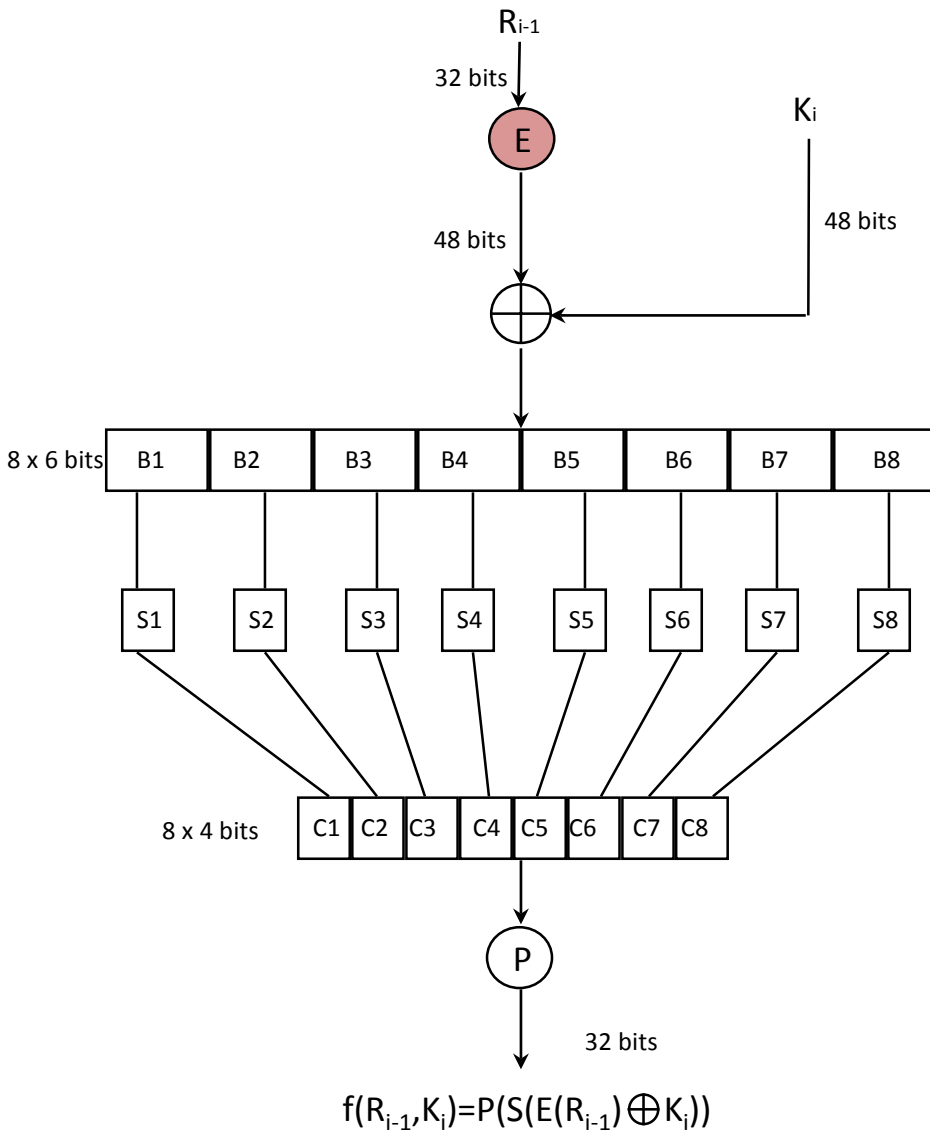 Ri-1
32 bits
E
Ki
48 bits
48 bits
8 x 6 bits B1 B2 B3 B4 B5 B6 B7 B8
S1 S2 S3 S4 S5 S6 S7 S8
8 x 4 bits C1 C2 C3 C4 C5 C6 C7 C8
P
32 bits
f(Ri-1,Ki)=P(S(E(Ri-1)⊕Ki))